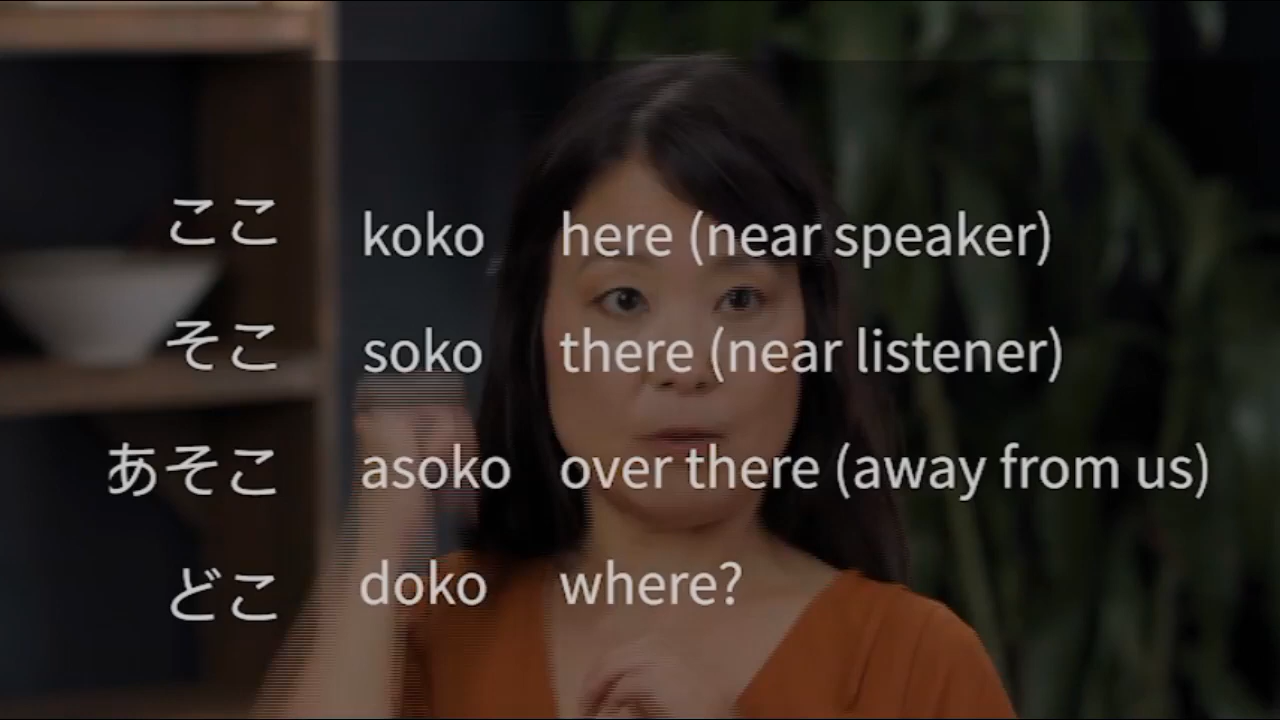 ここ koko here (near speaker)
そこ soko there (near listener)
あそこ asoko over there (away from us)
どこ doko where?